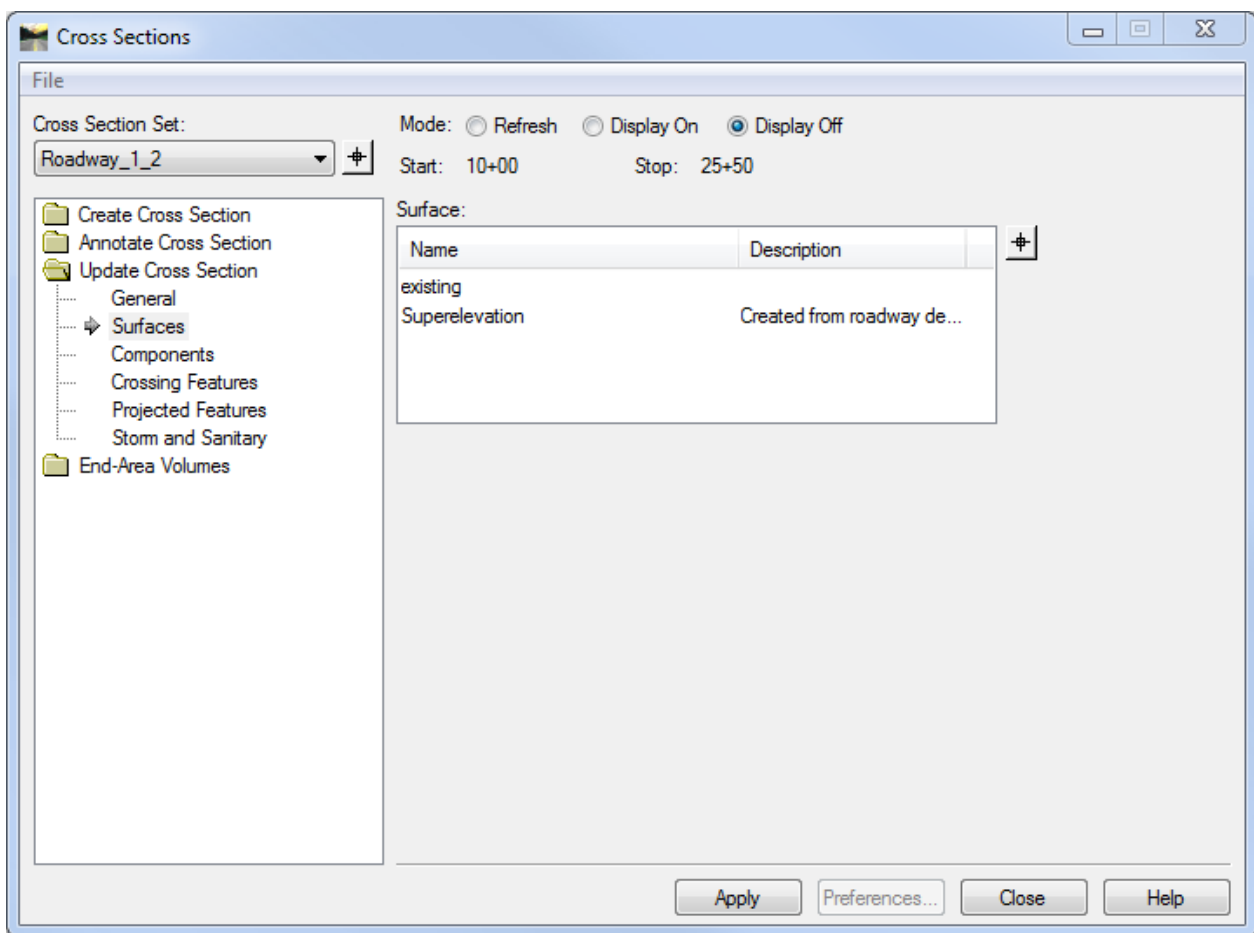 Cross Sections
File
Cross Section Set:
Roadway_1_2
Mode: Refresh Display On Display Off
Start: 10+00 Stop: 25+50
Create Cross Section
Annotate Cross Section
Update Cross Section
General
Surfaces
Components
Crossing Features
Projected Features
Storm and Sanitary
End-Area Volumes
Surface:
Name Description
existing
Superelevation Created from roadway de...
Apply Preferences... Close Help